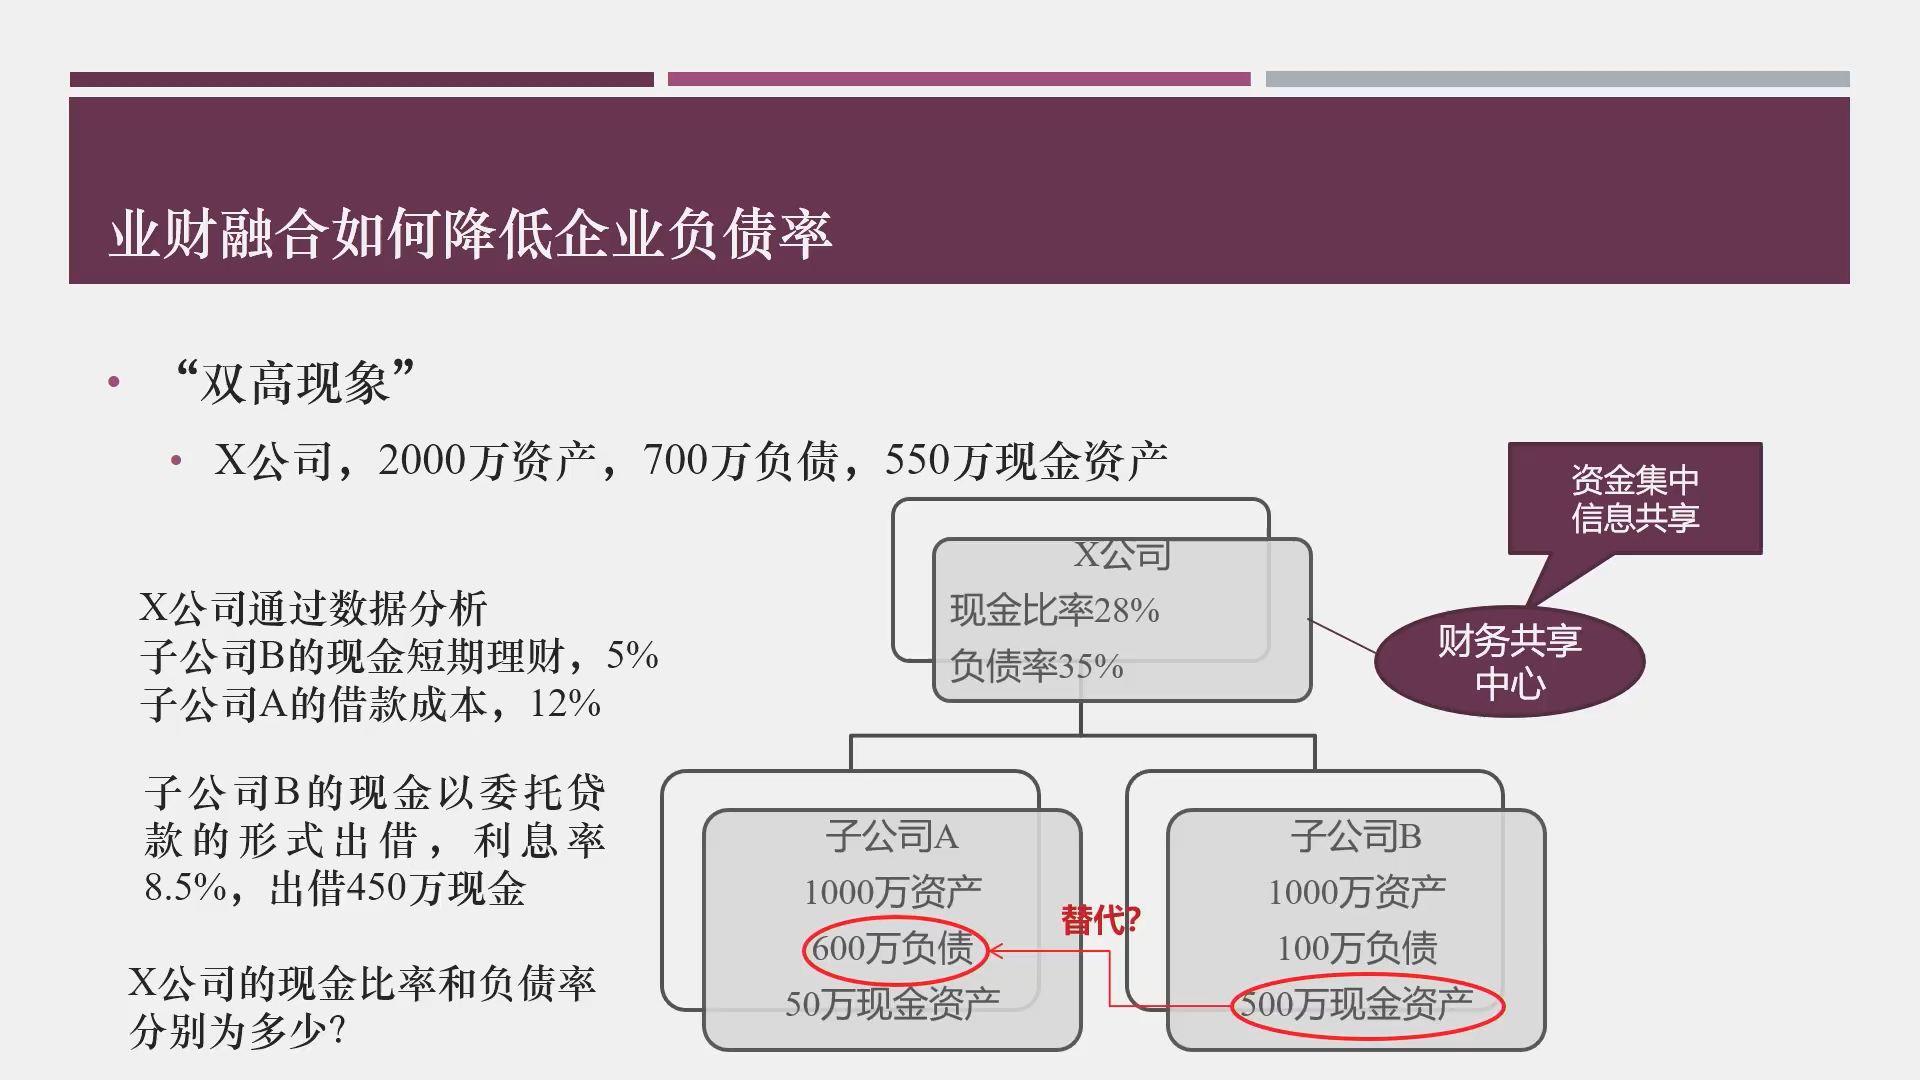 业财融合如何降低企业负债率
“双高现象”
X公司，2000万资产，700万负债，550万现金资产
资金集中
信息共享
X公司
现金比率28%
负债率35%
财务共享
中心
X公司通过数据分析
子公司B的现金短期理财，5%
子公司A的借款成本，12%
子公司B的现金以委托贷
款的形式出借，利息率
8.5%，出借450万现金
X公司的现金比率和负债率
分别为多少？
子公司A
1000万资产
600万负债
50万现金资产
替代？
子公司B
1000万资产
100万负债
500万现金资产